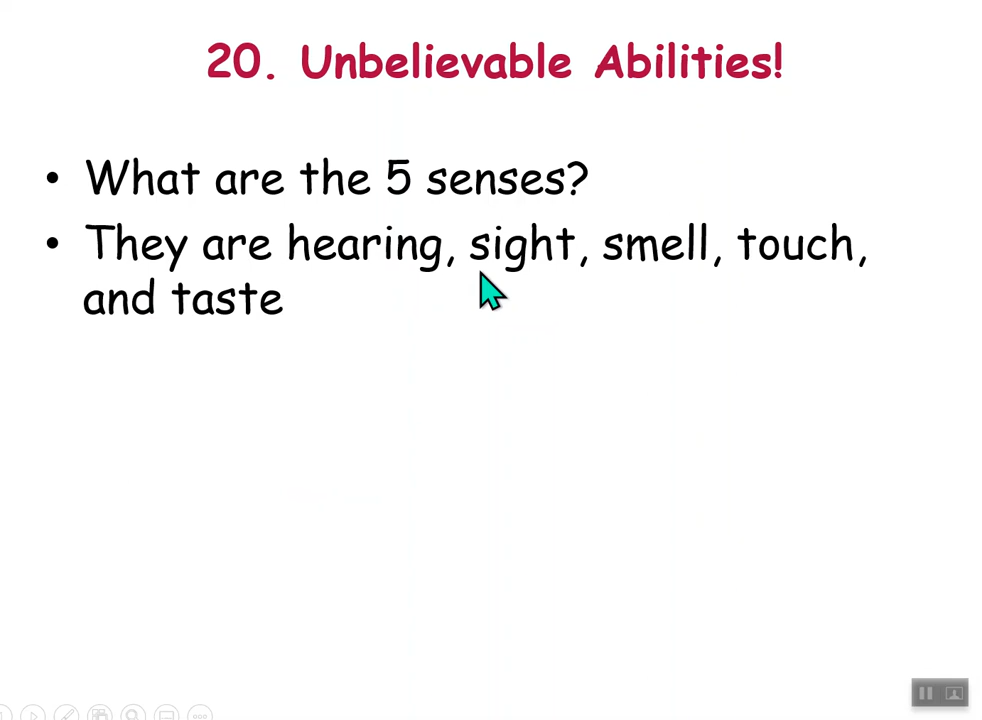 20. Unbelievable Abilities!
• What are the 5 senses?
• They are hearing, sight, smell, touch,
and taste